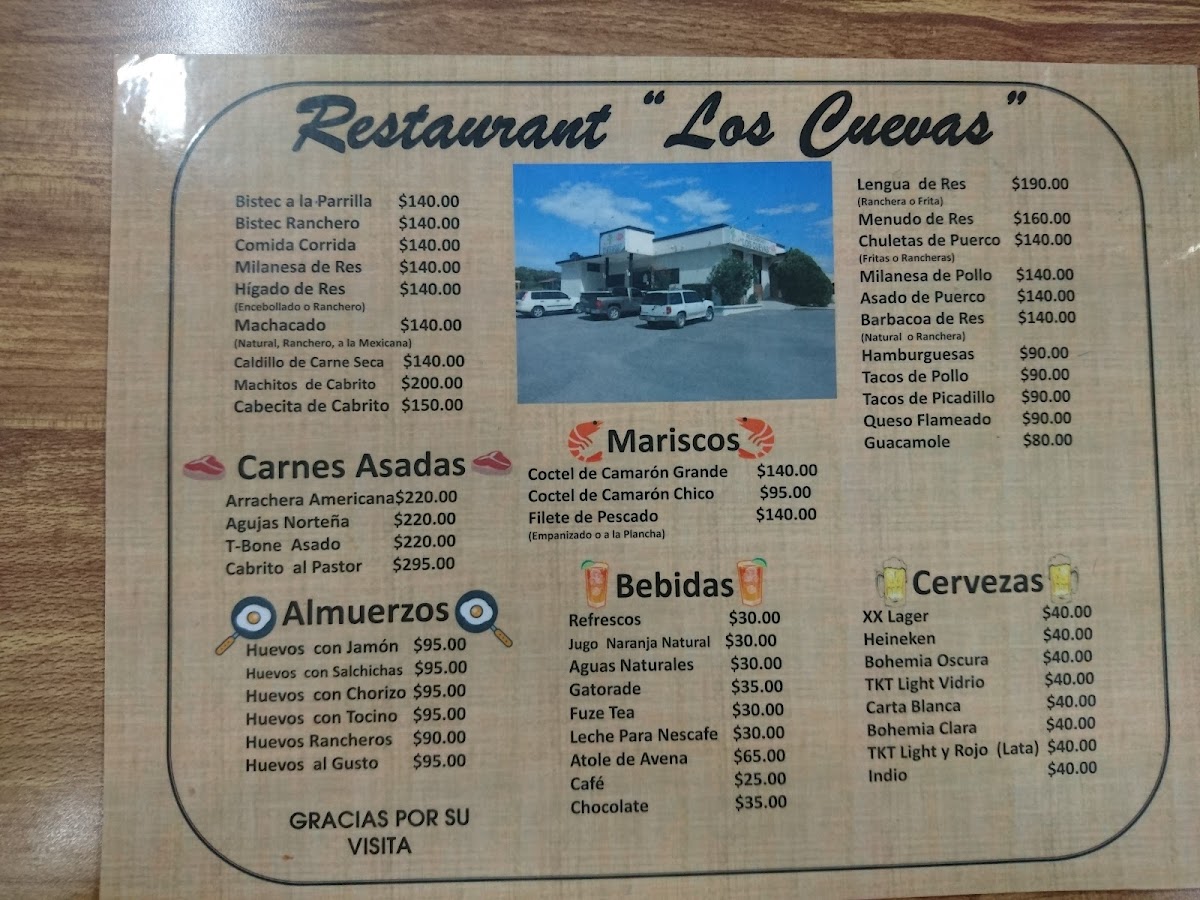 Restaurant “Los Cuevas”
Bistec a la Parrilla $140.00
Bistec Ranchero $140.00
Comida Corrida $140.00
Milanesa de Res $140.00
Hígado de Res $140.00
(Encebollado o Ranchero)
Machacado $140.00
(Natural, Ranchero, a la Mexicana)
Caldillo de Carne Seca $140.00
Machitos de Cabrito $200.00
Cabecita de Cabrito $150.00
Carnes Asadas
Arrachera Americana $220.00
Agujas Norteña $220.00
T-Bone Asado $220.00
Cabrito al Pastor $295.00
Almuerzos
Huevos con Jamón $95.00
Huevos con Salchichas $95.00
Huevos con Chorizo $95.00
Huevos con Tocino $95.00
Huevos Rancheros $90.00
Huevos al Gusto $95.00
GRACIAS POR SU
VISITA
Mariscos
Coctel de Camarón Grande $140.00
Coctel de Camarón Chico $95.00
Filete de Pescado $140.00
(Empanizado o a la Plancha)
Bebidas
Refrescos $30.00
Jugo Naranja Natural $30.00
Aguas Naturales $30.00
Gatorade $35.00
Fuze Tea $30.00
Leche Para Nescafe $30.00
Atole de Avena $65.00
Café $25.00
Chocolate $35.00
Lengua de Res $190.00
(Ranchera o Frita)
Menudo de Res $160.00
Chuletas de Puerco $140.00
(Fritas o Rancheras)
Milanesa de Pollo $140.00
Asado de Puerco $140.00
Barbacoa de Res $140.00
(Natural o Ranchera)
Hamburguesas $90.00
Tacos de Pollo $90.00
Tacos de Picadillo $90.00
Queso Flameado $90.00
Guacamole $80.00
Cervezas
XX Lager $40.00
Heineken $40.00
Bohemia Oscura $40.00
TKT Light Vidrio $40.00
Carta Blanca $40.00
Bohemia Clara $40.00
TKT Light y Rojo (Lata) $40.00
Indio $40.00